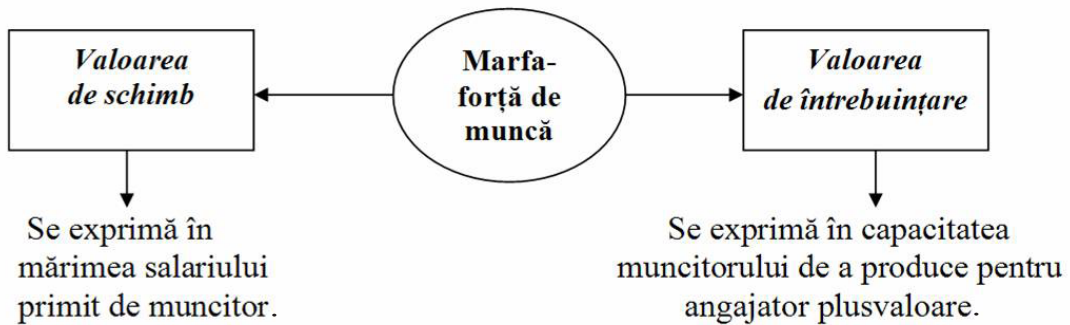 Valoarea
de schimb
Marfa-
forță de
muncă
Valoarea
de întrebuințare
Se exprimă în
mărimea salariului
primit de muncitor.
Se exprimă în capacitatea
muncitorului de a produce pentru
angajator plusvaloare.